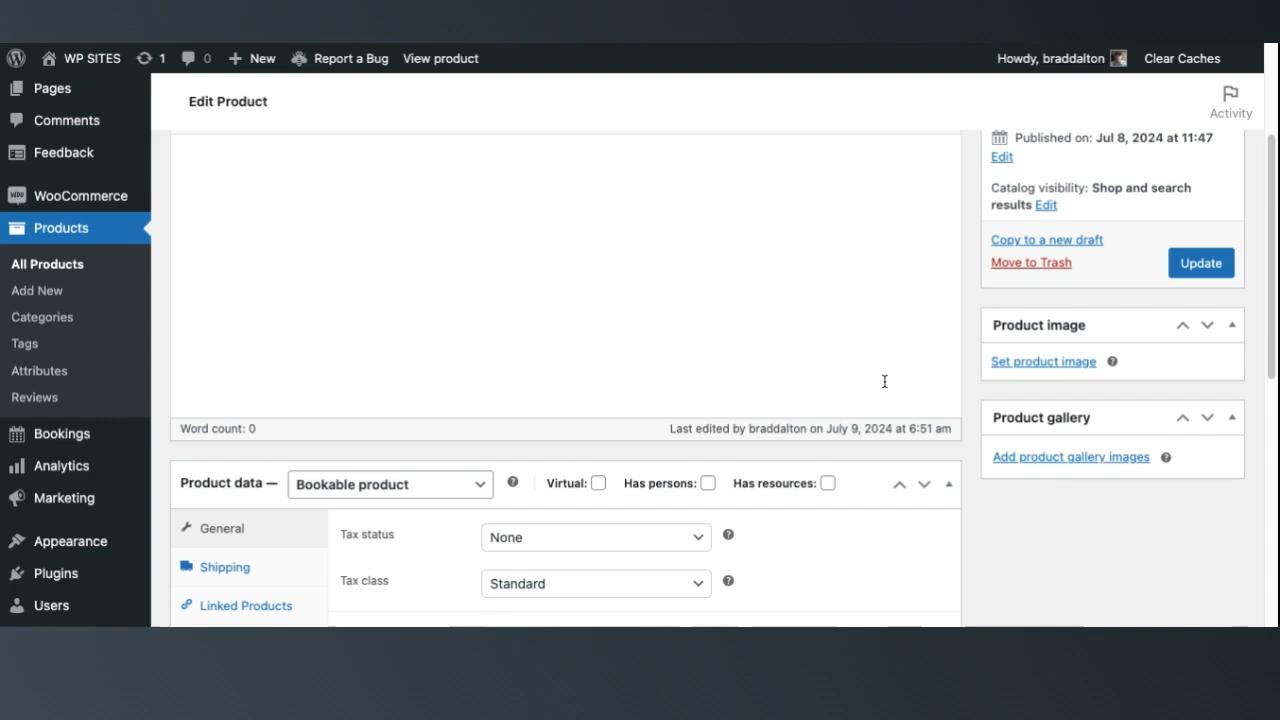 WP SITES 1 0 New Report a Bug View product Howdy, braddalton Clear Caches
Pages
Comments
Feedback
WooCommerce
Products
All Products
Add New
Categories
Tags
Attributes
Reviews
Bookings
Analytics
Marketing
Appearance
Plugins
Users
Edit Product
Activity
Published on: Jul 8, 2024 at 11:47
Edit
Catalog visibility: Shop and search
results Edit
Copy to a new draft
Move to Trash
Update
Product image
Set product image
Product gallery
Add product gallery images
Word count: 0 Last edited by braddalton on July 9, 2024 at 6:51 am
Product data — Bookable product Virtual: Has persons: Has resources:
General
Shipping
Linked Products
Tax status None
Tax class Standard